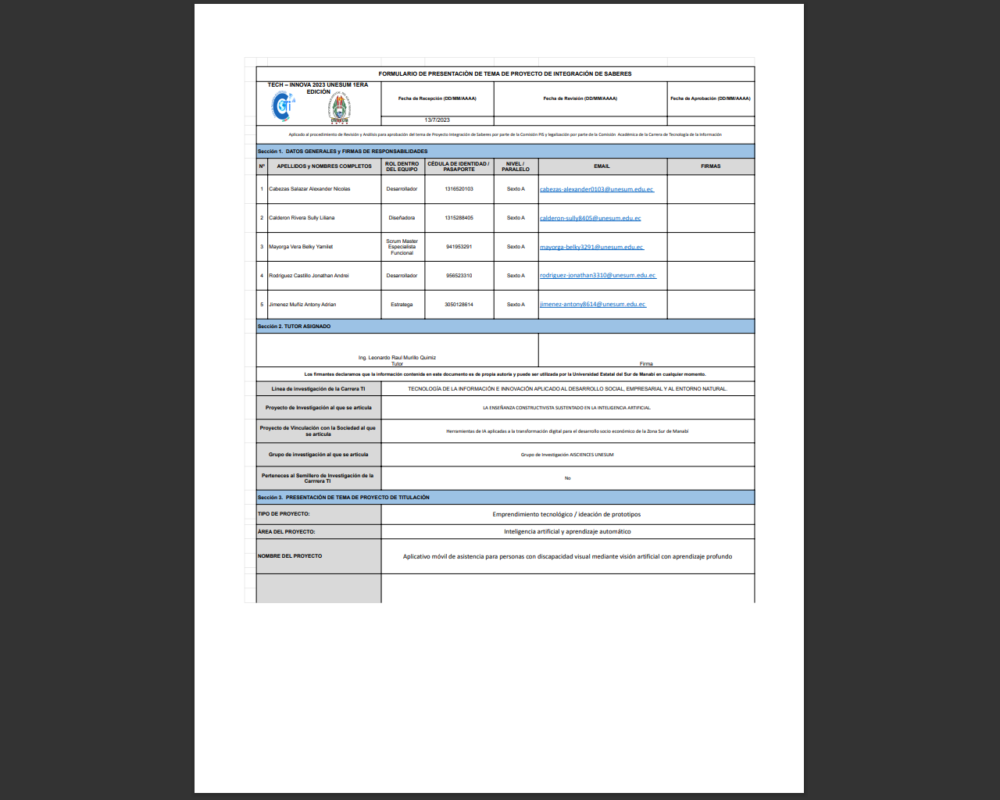 FORMULARIO DE PRESENTACIÒN DE TEMA DE PROYECTO DE INTEGRACIÓN DE SABERES
TECH – INNOVA 2023 UNESUM 1ERA
EDICIÓN
Fecha de Recepción (DD/MM/AAAA)
Fecha de Revisión (DD/MM/AAAA)
Fecha de Aprobación (DD/MM/AAAA)
13/7/2023
Aplicado al procedimiento de Revisión y Análisis para aprobación del tema de Proyecto Integración de Saberes por parte de la Comisión PIS y legalización por parte de la Comisión Académica de la Carrera de Tecnología de la Información
Sección 1. DATOS GENERALES y FIRMAS DE RESPONSABILIDADES
Nº APELLIDOS y NOMBRES COMPLETOS ROL DENTRO DEL EQUIPO CÉDULA DE IDENTIDAD / PASAPORTE NIVEL / PARALELO EMAIL FIRMAS
1 Cabezas Salazar Alexander Nicolas Desarrollador 1316520103 Sexto A cabezas-alexander0103@unesum.edu.ec
2 Calderon Rivera Sully Liliana Diseñadora 1315288405 Sexto A calderon-sully8405@unesum.edu.ec
3 Mayorga Vera Belky Yamilet Scrum Master Especialista Funcional 941953291 Sexto A mayorga-belky3291@unesum.edu.ec
4 Rodriguez Castillo Jonathan Andrei Desarrollador 956523310 Sexto A rodriguez-jonathan3310@unesum.edu.ec
5 Jimenez Muñiz Antony Adrian Estratega 3050128614 Sexto A jimenez-antony8614@unesum.edu.ec
Sección 2. TUTOR ASIGNADO
Ing. Leonardo Raul Murillo Quimiz
Tutor
Firma
Los firmantes declaramos que la información contenida en este documento es de propia autoría y puede ser utilizada por la Universidad Estatal del Sur de Manabí en cualquier momento.
Línea de investigación de la Carrera TI
TECNOLOGÍA DE LA INFORMACIÓN E INNOVACIÓN APLICADO AL DESARROLLO SOCIAL, EMPRESARIAL Y AL ENTORNO NATURAL.
Proyecto de Investigación al que se articula
LA ENSEÑANZA CONSTRUCTIVISTA SUSTENTADO EN LA INTELIGENCIA ARTIFICIAL.
Proyecto de Vinculación con la Sociedad al que
se articula
Herramientas de IA aplicadas a la transformación digital para el desarrollo socio económico de la Zona Sur de Manabí
Grupo de investigación al que se articula
Grupo de Investigación AISCIENCES UNESUM
Perteneces al Semillero de Investigación de la
Carrrera TI
No
Sección 3. PRESENTACIÓN DE TEMA DE PROYECTO DE TITULACIÓN
TIPO DE PROYECTO:
Emprendimiento tecnológico / ideación de prototipos
ÁREA DEL PROYECTO:
Inteligencia artificial y aprendizaje automático
NOMBRE DEL PROYECTO
Aplicativo móvil de asistencia para personas con discapacidad visual mediante visión artificial con aprendizaje profundo